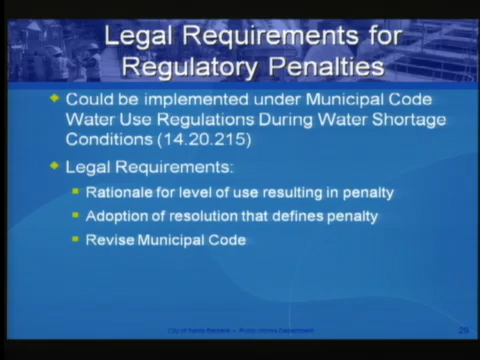 Legal Requirements for
Regulatory Penalties
Could be implemented under Municipal Code
Water Use Regulations During Water Shortage
Conditions (14.20.215)
Legal Requirements:
Rationale for level of use resulting in penalty
Adoption of resolution that defines penalty
Revise Municipal Code
City of Santa Barbara • Public Works Department